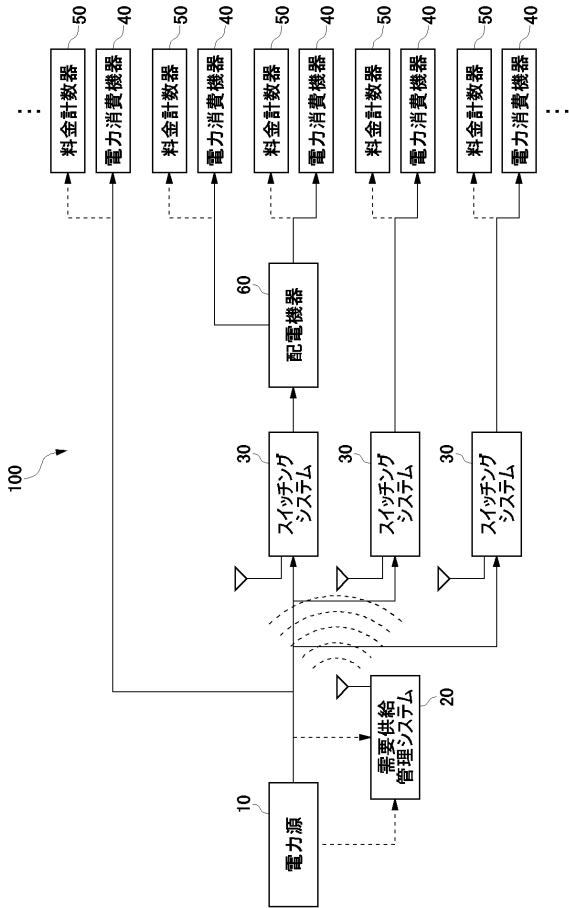 100
10
電力源
20
需要供給
管理システム
30
スイッチング
システム
30
スイッチング
システム
30
スイッチング
システム
60
配電機器
50
料金計数器
40
電力消費機器
50
料金計数器
40
電力消費機器
50
料金計数器
40
電力消費機器
50
料金計数器
40
電力消費機器
50
料金計数器
40
電力消費機器